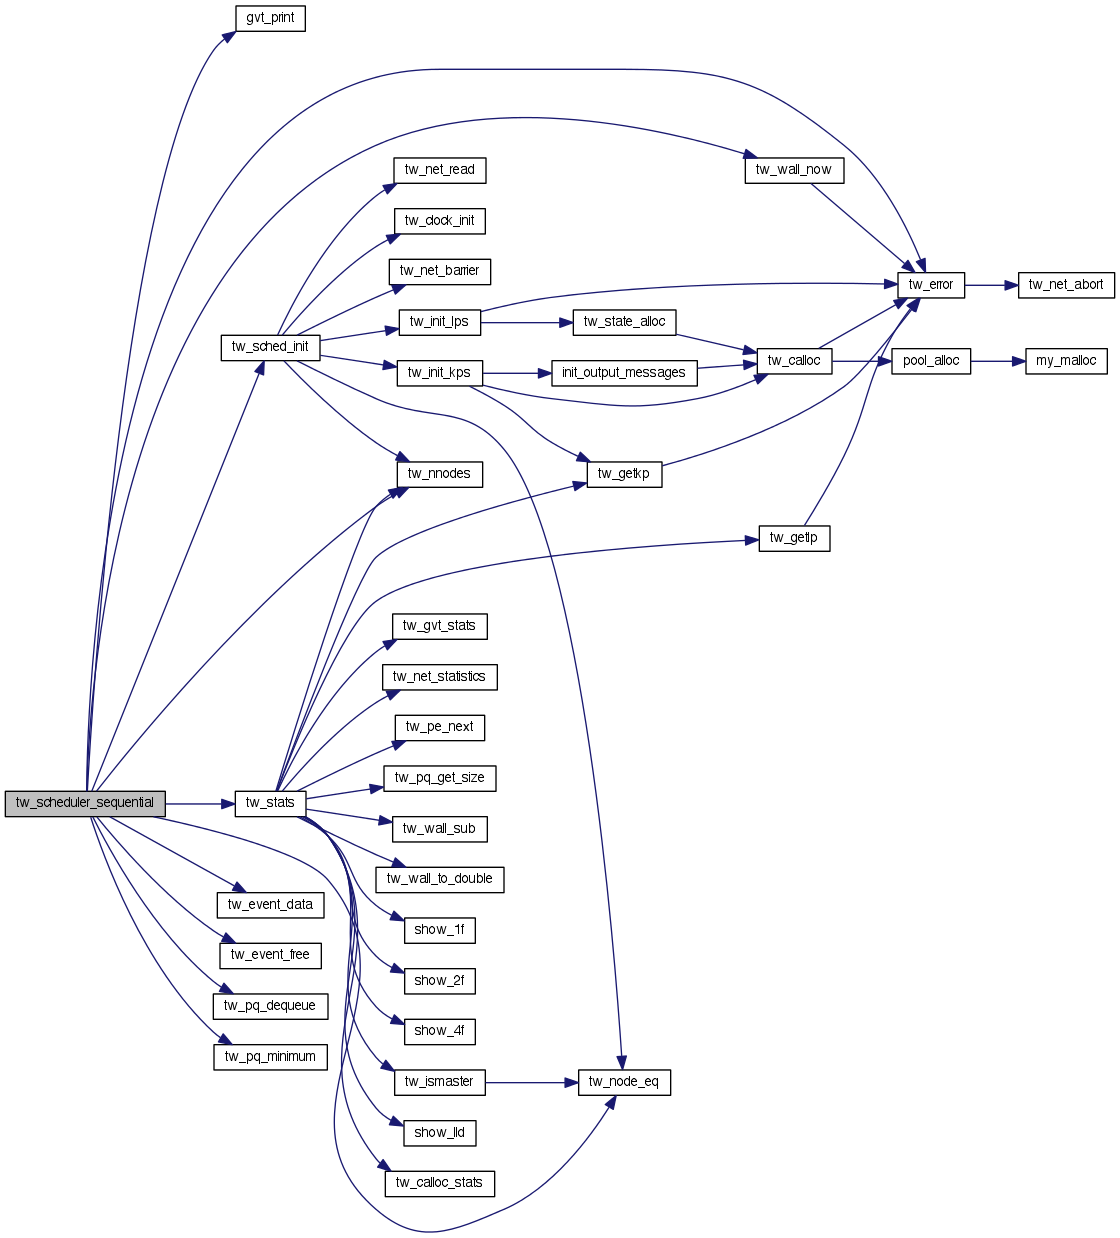 gvt_print
tw_net_read
tw_wall_now
tw_clock_init
tw_net_barrier
tw_error
tw_net_abort
tw_init_lps
tw_state_alloc
tw_sched_init
tw_calloc
pool_alloc
my_malloc
tw_init_kps
init_output_messages
tw_nnodes
tw_getkp
tw_getlp
tw_gvt_stats
tw_net_statistics
tw_pe_next
tw_pq_get_size
tw_scheduler_sequential
tw_stats
tw_wall_sub
tw_wall_to_double
tw_event_data
show_1f
tw_event_free
show_2f
tw_pq_dequeue
show_4f
tw_pq_minimum
tw_ismaster
tw_node_eq
show_lld
tw_calloc_stats